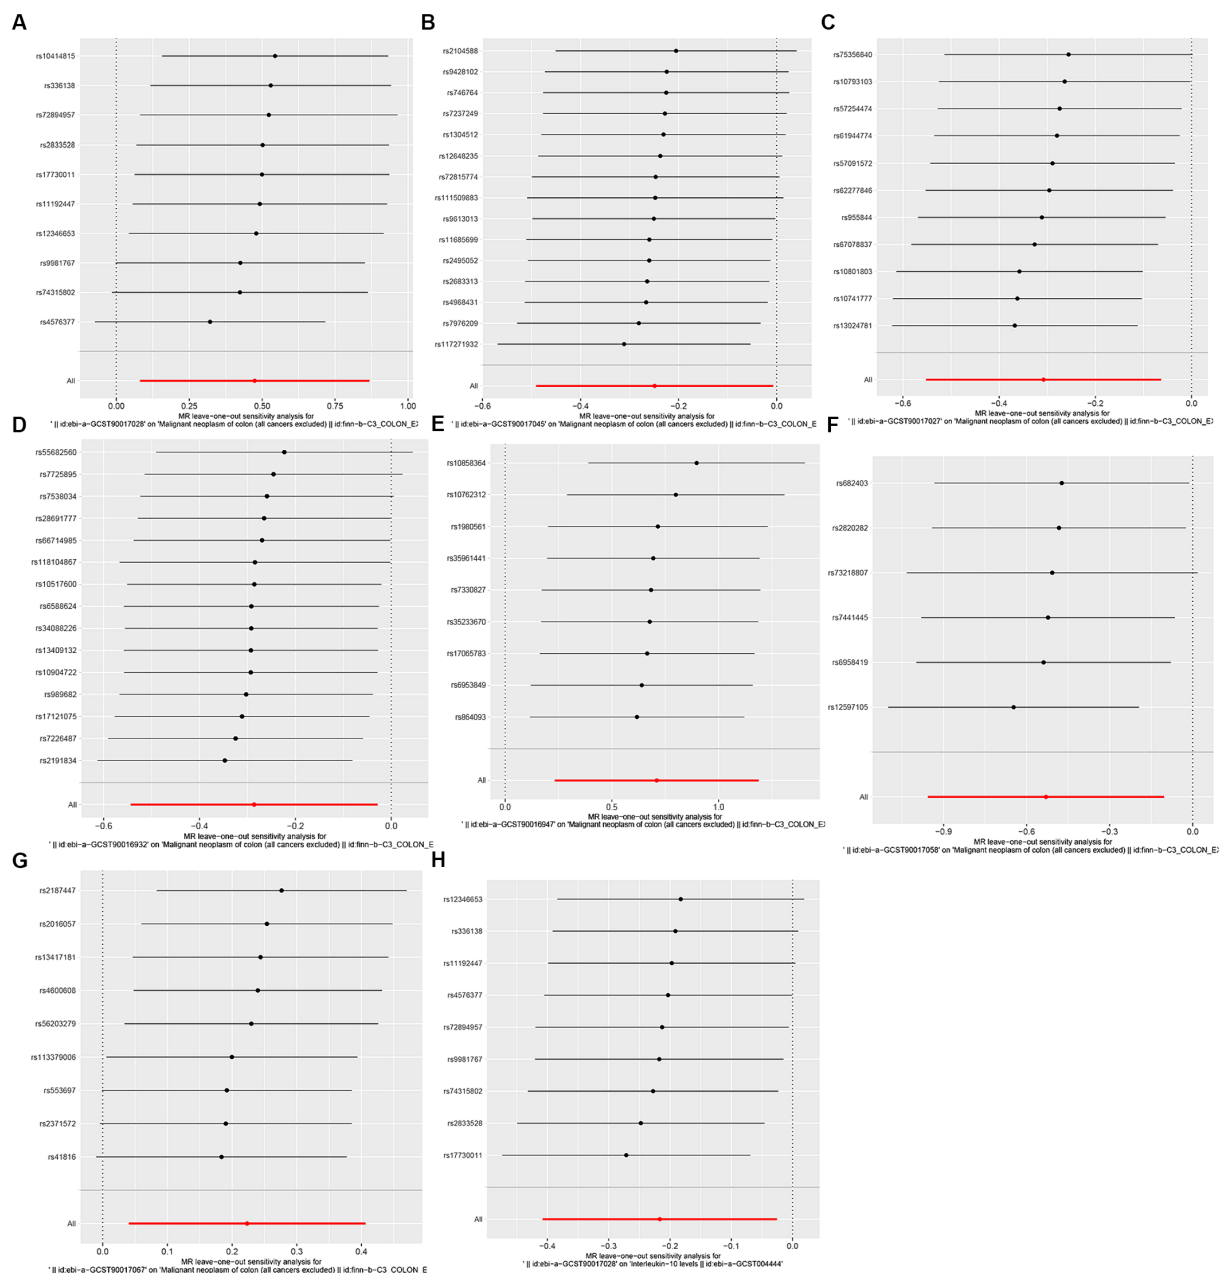 A
rs10414815
rs336138
rs72894957
rs2833528
rs17730011
rs11192447
rs12346653
rs9981767
rs74315802
rs4576377
All
0.00 0.25 0.50 0.75 1.00
MR leave−one−out sensitivity analysis for
' || id:ebi−a−GCST90017028' on 'Malignant neoplasm of colon (all cancers excluded) || id:finn−b−C3_COLON_E
B
rs2104588
rs9428102
rs746764
rs7237249
rs1304512
rs12648235
rs72815774
rs111509883
rs9613013
rs11685699
rs2495052
rs2683313
rs4968431
rs7976209
rs117271932
All
−0.6 −0.4 −0.2 0.0
MR leave−one−out sensitivity analysis for
' || id:ebi−a−GCST90017045' on 'Malignant neoplasm of colon (all cancers excluded) || id:finn−b−C3_COLON_E
C
rs75356640
rs10793103
rs57254474
rs61944774
rs57091572
rs62277846
rs955844
rs67078837
rs10801803
rs10741777
rs13024781
All
−0.6 −0.4 −0.2 0.0
MR leave−one−out sensitivity analysis for
' || id:ebi−a−GCST90017027' on 'Malignant neoplasm of colon (all cancers excluded) || id:finn−b−C3_COLON_E
D
rs55682560
rs7725895
rs7538034
rs28691777
rs66714985
rs118104867
rs10517600
rs6588624
rs34088226
rs13409132
rs10904722
rs989682
rs17121075
rs7226487
rs2191834
All
−0.6 −0.4 −0.2 0.0
MR leave−one−out sensitivity analysis for
' || id:ebi−a−GCST90016932' on 'Malignant neoplasm of colon (all cancers excluded) || id:finn−b−C3_COLON_E
E
rs10858364
rs10762312
rs1980561
rs35961441
rs7330827
rs35233670
rs17065783
rs6953849
rs864093
All
0.0 0.5 1.0
MR leave−one−out sensitivity analysis for
' || id:ebi−a−GCST90016947' on 'Malignant neoplasm of colon (all cancers excluded) || id:finn−b−C3_COLON_E
F
rs682403
rs2820282
rs73218807
rs7441445
rs6958419
rs12597105
All
−0.9 −0.6 −0.3 0.0
MR leave−one−out sensitivity analysis for
' || id:ebi−a−GCST90017058' on 'Malignant neoplasm of colon (all cancers excluded) || id:finn−b−C3_COLON_E
G
rs2187447
rs2016057
rs13417181
rs4600608
rs56203279
rs113379006
rs553697
rs2371572
rs41816
All
0.0 0.1 0.2 0.3 0.4
MR leave−one−out sensitivity analysis for
' || id:ebi−a−GCST90017067' on 'Malignant neoplasm of colon (all cancers excluded) || id:finn−b−C3_COLON_E
H
rs12346653
rs336138
rs11192447
rs4576377
rs72894957
rs9981767
rs74315802
rs2833528
rs17730011
All
−0.4 −0.3 −0.2 −0.1 0.0
MR leave−one−out sensitivity analysis for
' || id:ebi−a−GCST90017028' on 'Interleukin−10 levels || id:ebi−a−GCST004444'